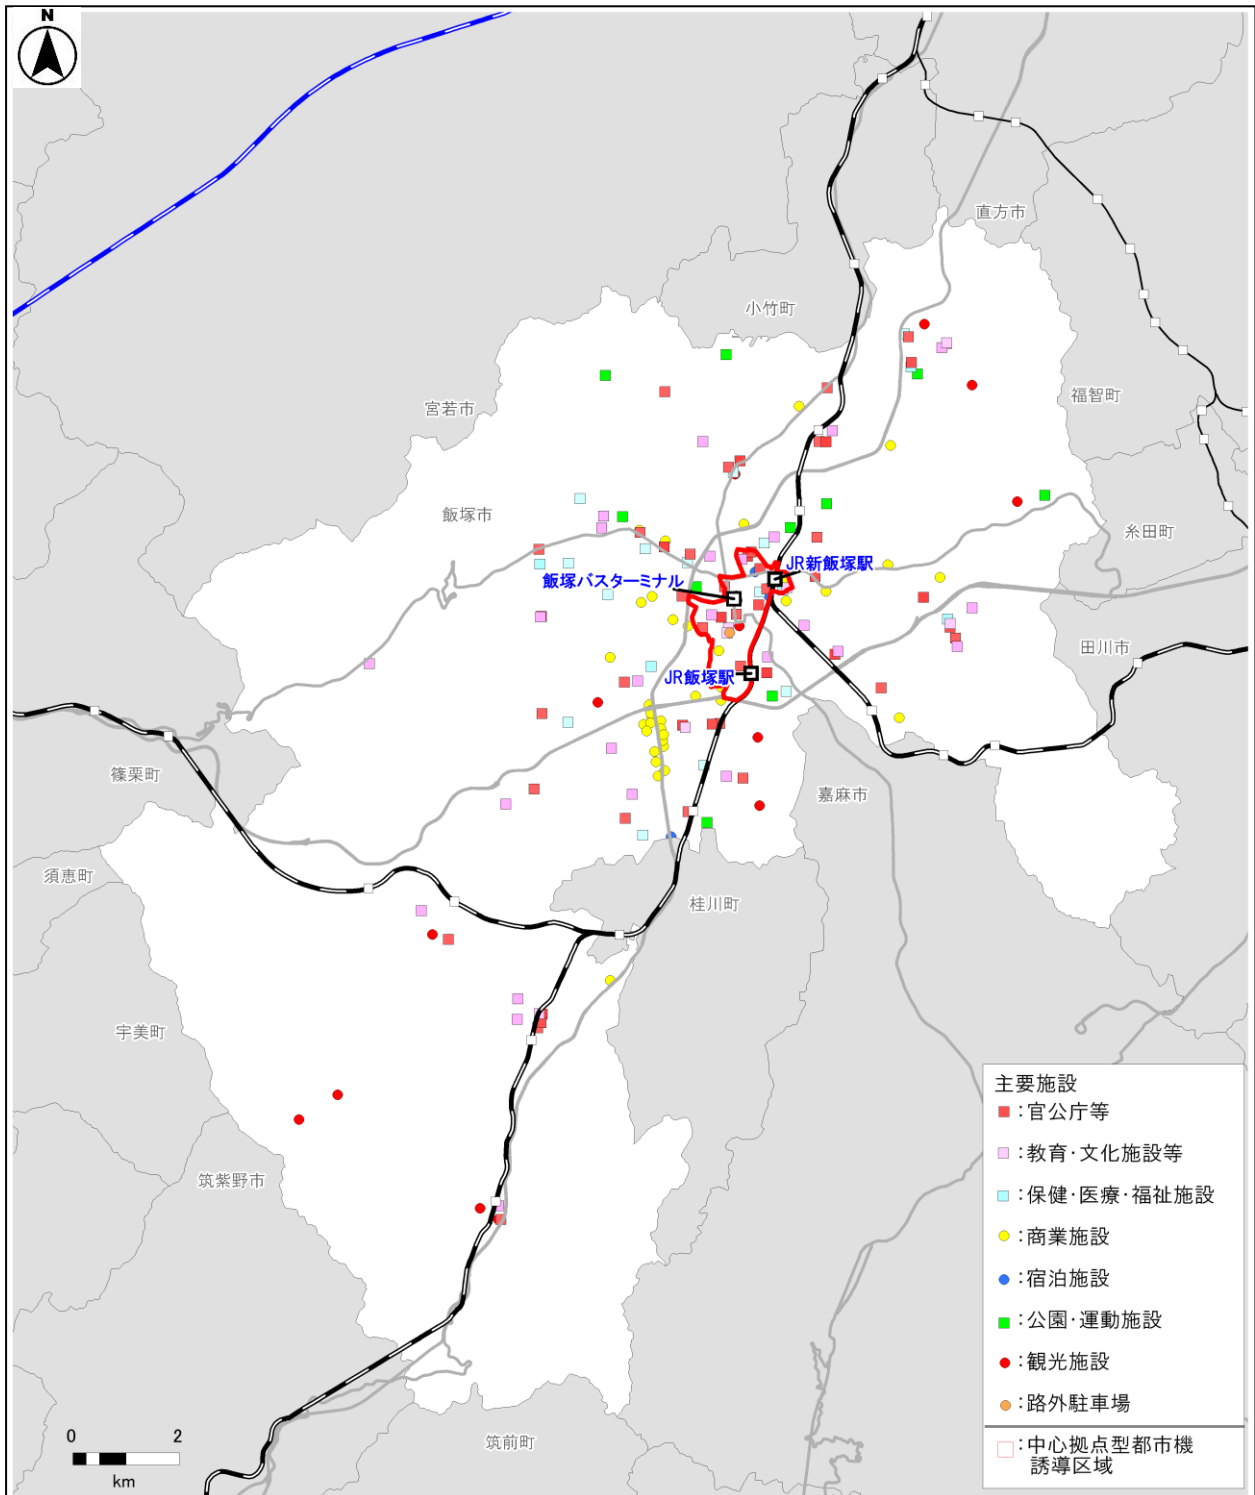 N
直方市
小竹町
宮若市
福智町
飯塚市
糸田町
JR新飯塚駅
飯塚バスターミナル
田川市
JR飯塚駅
篠栗町
嘉麻市
須恵町
桂川町
宇美町
筑紫野市
筑前町
0 2
km
主要施設
:官公庁等
:教育・文化施設等
:保健・医療・福祉施設
:商業施設
:宿泊施設
:公園・運動施設
:観光施設
:路外駐車場
:中心拠点型都市機
誘導区域